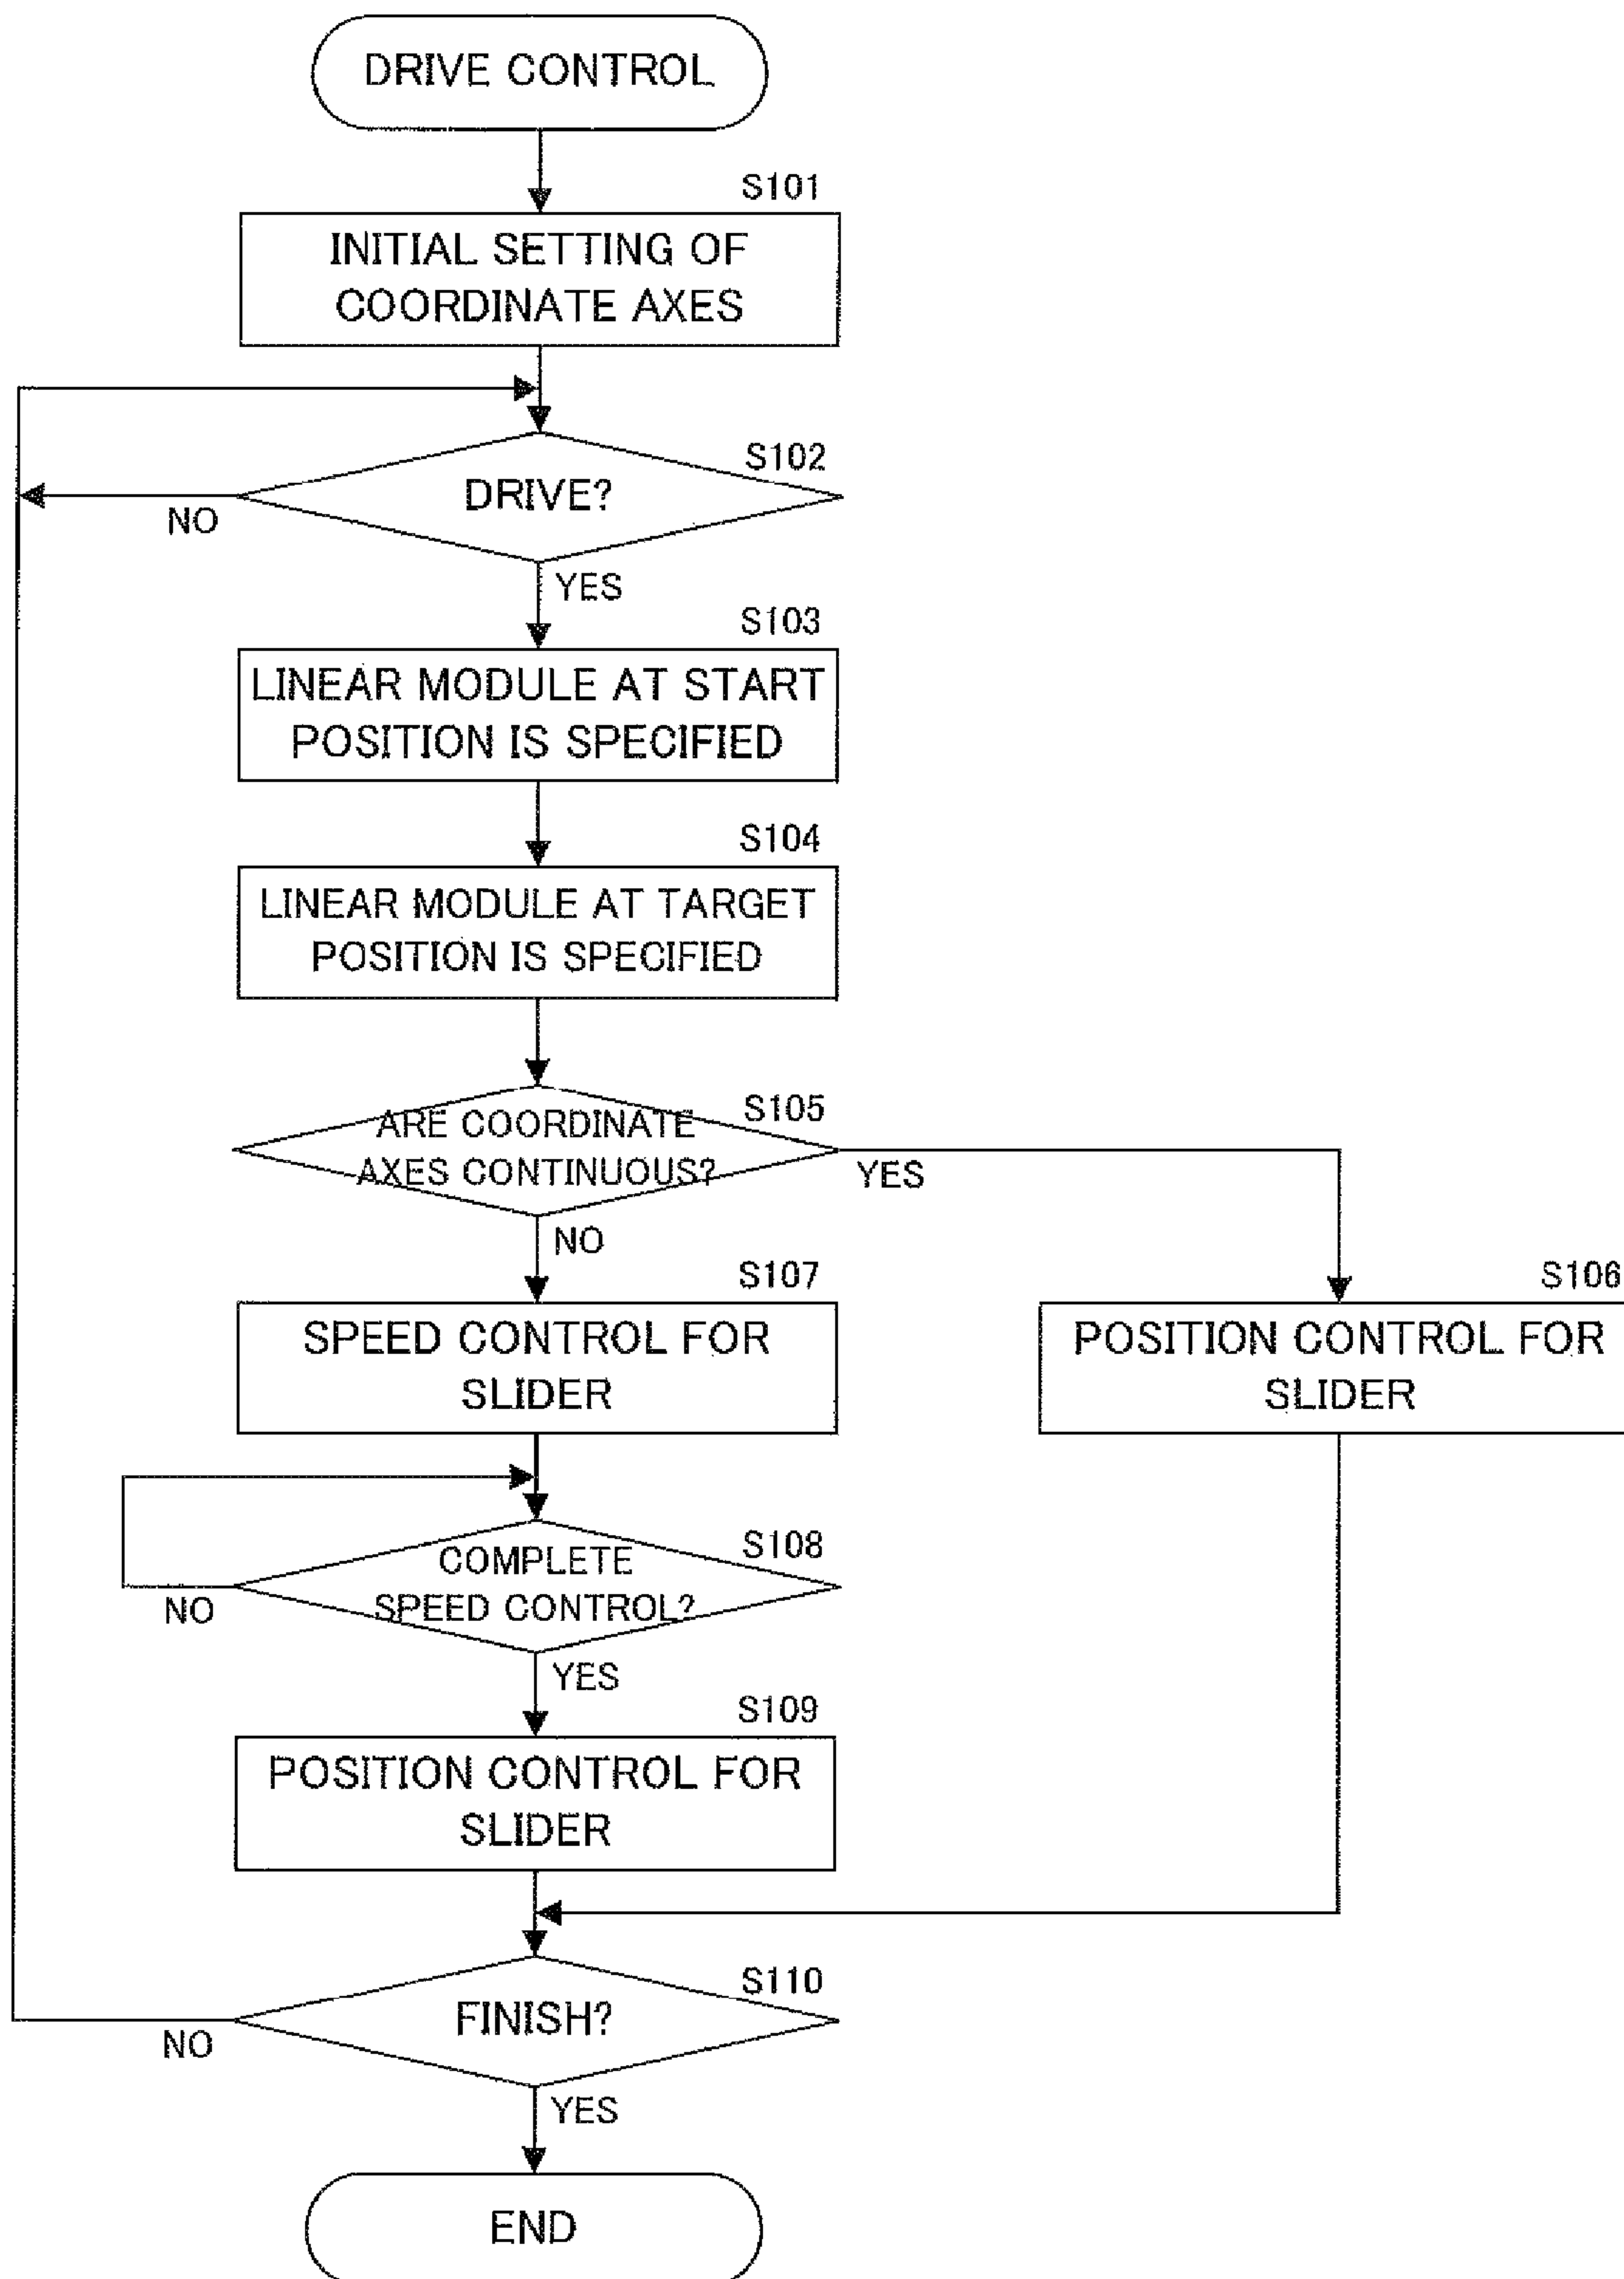 DRIVE CONTROL
S101
INITIAL SETTING OF
COORDINATE AXES
S102
DRIVE?
NO
YES
S103
LINEAR MODULE AT START
POSITION IS SPECIFIED
S104
LINEAR MODULE AT TARGET
POSITION IS SPECIFIED
S105
ARE COORDINATE
AXES CONTINUOUS?
YES
NO
S107
SPEED CONTROL FOR
SLIDER
S106
POSITION CONTROL FOR
SLIDER
S108
COMPLETE
SPEED CONTROL?
NO
YES
S109
POSITION CONTROL FOR
SLIDER
S110
FINISH?
NO
YES
END